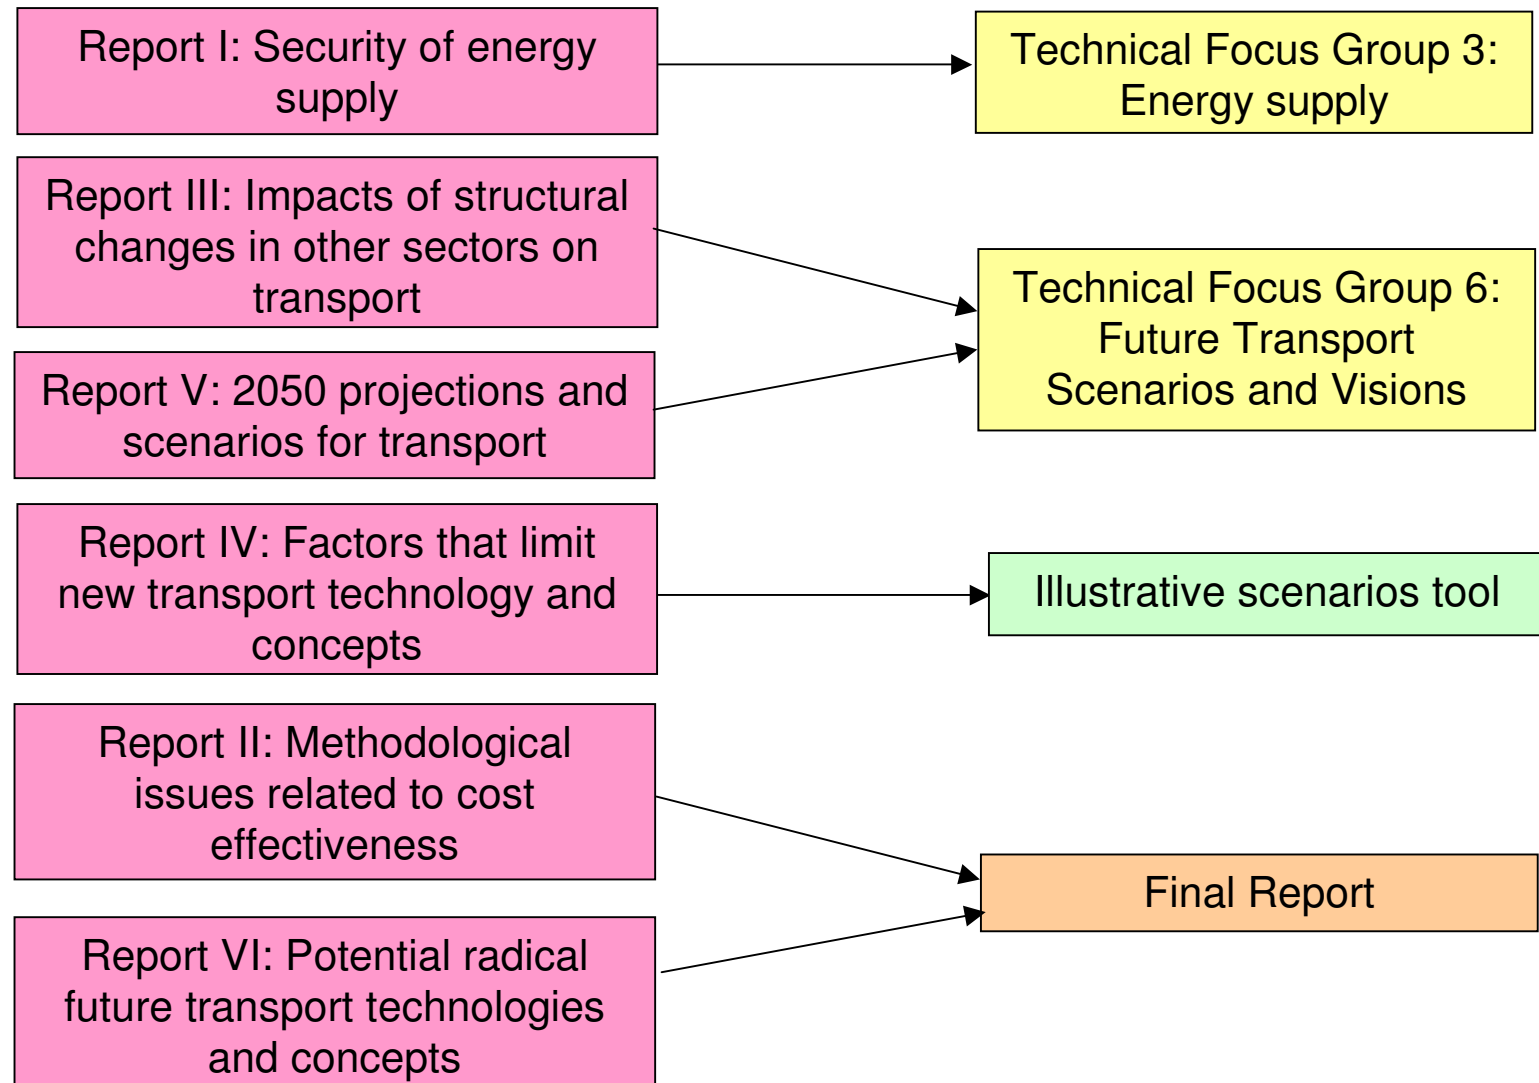 Report I: Security of energy
supply
Technical Focus Group 3:
Energy supply
Report III: Impacts of structural
changes in other sectors on
transport
Technical Focus Group 6:
Future Transport
Scenarios and Visions
Report V: 2050 projections and
scenarios for transport
Report IV: Factors that limit
new transport technology and
concepts
Illustrative scenarios tool
Report II: Methodological
issues related to cost
effectiveness
Final Report
Report VI: Potential radical
future transport technologies
and concepts